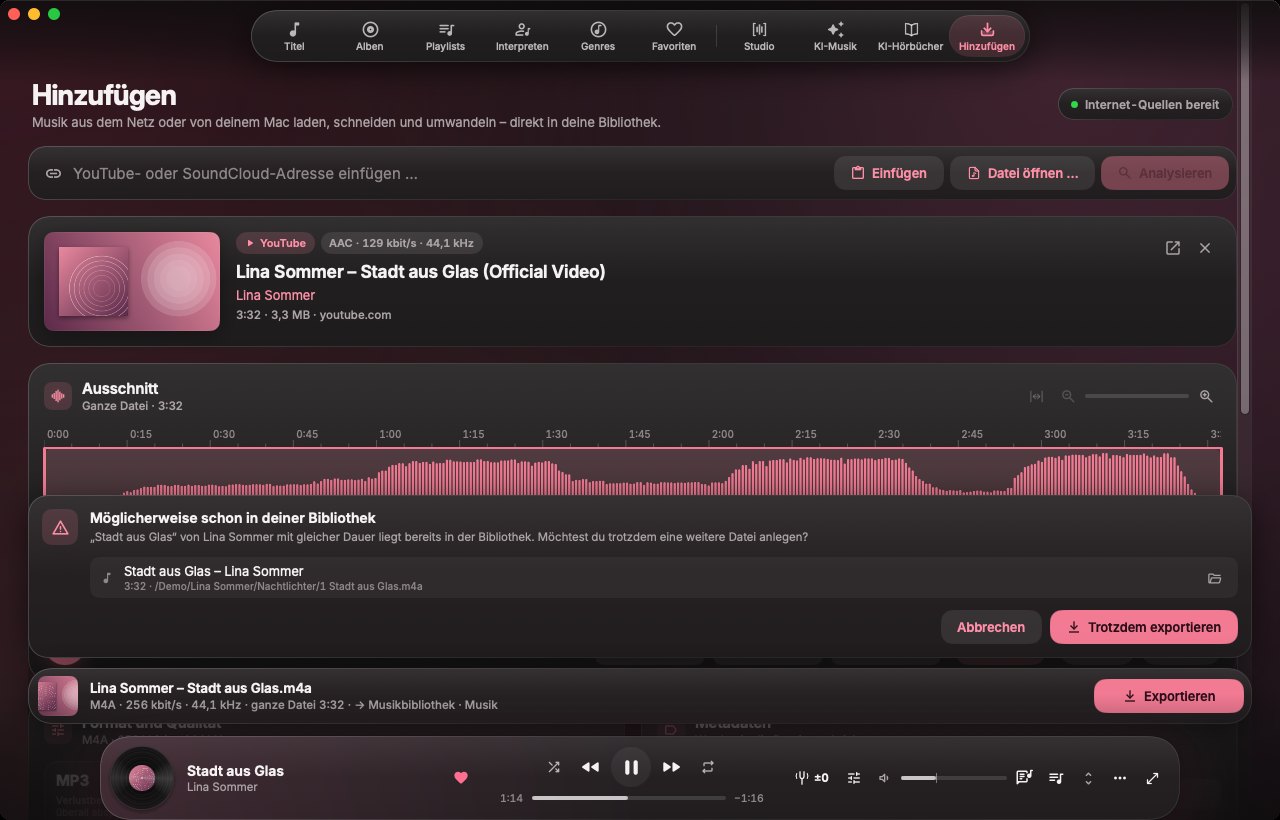 Titel
Alben
Playlists
Interpreten
Genres
Favoriten
Studio
KI-Musik
KI-Hörbücher
Hinzufügen
Hinzufügen
Musik aus dem Netz oder von deinem Mac laden, schneiden und umwandeln – direkt in deine Bibliothek.
Internet-Quellen bereit
YouTube- oder SoundCloud-Adresse einfügen ...
Einfügen
Datei öffnen ...
Analysieren
YouTube
AAC · 129 kbit/s · 44,1 kHz
Lina Sommer – Stadt aus Glas (Official Video)
Lina Sommer
3:32 · 3,3 MB · youtube.com
Ausschnitt
Ganze Datei · 3:32
0:00 0:15 0:30 0:45 1:00 1:15 1:30 1:45 2:00 2:15 2:30 2:45 3:00 3:15
Möglicherweise schon in deiner Bibliothek
„Stadt aus Glas“ von Lina Sommer mit gleicher Dauer liegt bereits in der Bibliothek. Möchtest du trotzdem eine weitere Datei anlegen?
Stadt aus Glas – Lina Sommer
3:32 · /Demo/Lina Sommer/Nachtlichter/1 Stadt aus Glas.m4a
Abbrechen
Trotzdem exportieren
Lina Sommer – Stadt aus Glas.m4a
M4A · 256 kbit/s · 44,1 kHz · ganze Datei 3:32 · → Musikbibliothek · Musik
Exportieren
Format und Qualität
Metadaten
M4A
MP3
Stadt aus Glas
Lina Sommer
1:14
−1:16
±0